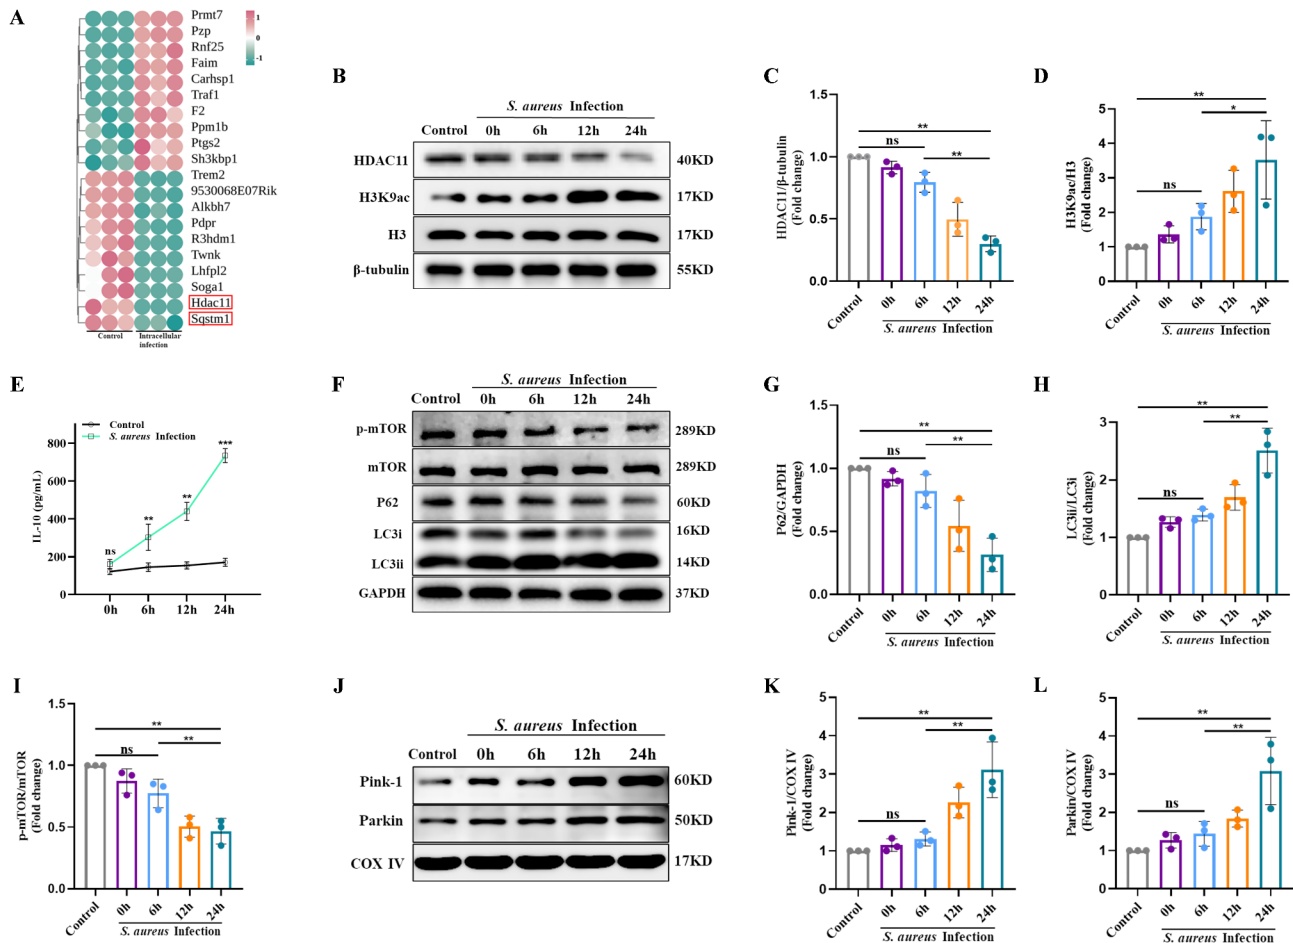 A
Prmt7
Pzp
Rnf25
Faim
Carhsp1
Traf1
F2
Ppm1b
Ptgs2
Sh3kbp1
Trem2
9530068E07Rik
Alkbh7
Pdpr
R3hdm1
Twnk
Lhfpl2
Soga1
Hdac11
Sqstm1
1
0
-1
Control
Intracellular
infection
B
S. aureus Infection
Control 0h 6h 12h 24h
HDAC11 40KD
H3K9ac 17KD
H3 17KD
β-tubulin 55KD
C
HDAC11/β-tubulin
(Fold change)
1.5
1.0
0.5
0.0
**
ns
**
Control 0h 6h 12h 24h
S. aureus Infection
D
H3K9ac/H3
(Fold change)
5
4
3
2
1
0
**
*
ns
Control 0h 6h 12h 24h
S. aureus Infection
E
Control
S. aureus Infection
IL-10 (pg/mL)
800
600
400
200
0
ns
**
**
***
0h 6h 12h 24h
F
S. aureus Infection
Control 0h 6h 12h 24h
p-mTOR 289KD
mTOR 289KD
P62 60KD
LC3i 16KD
LC3ii 14KD
GAPDH 37KD
G
P62/GAPDH
(Fold change)
1.5
1.0
0.5
0.0
**
ns
**
Control 0h 6h 12h 24h
S. aureus Infection
H
LC3ii/LC3i
(Fold change)
3
2
1
0
**
**
ns
Control 0h 6h 12h 24h
S. aureus Infection
I
p-mTOR/mTOR
(Fold change)
1.5
1.0
0.5
0.0
**
ns
**
Control 0h 6h 12h 24h
S. aureus Infection
J
S. aureus Infection
Control 0h 6h 12h 24h
Pink-1 60KD
Parkin 50KD
COX IV 17KD
K
Pink-1/COX IV
(Fold change)
5
4
3
2
1
0
**
**
ns
Control 0h 6h 12h 24h
S. aureus Infection
L
Parkin/COX IV
(Fold change)
5
4
3
2
1
0
**
**
ns
Control 0h 6h 12h 24h
S. aureus Infection